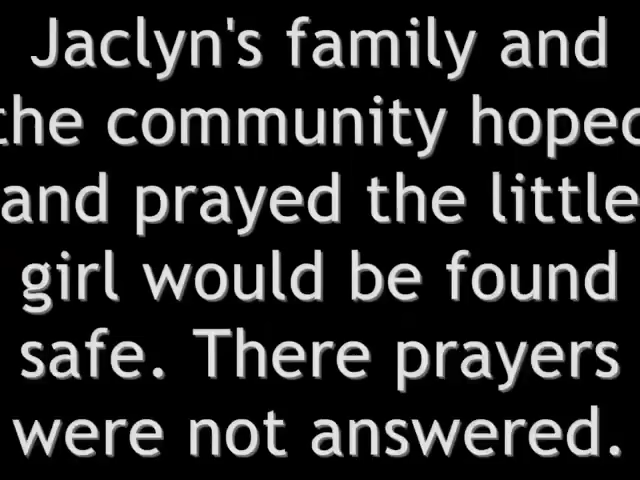 Jaclyn's family and
the community hoped
and prayed the little
girl would be found
safe. There prayers
were not answered.